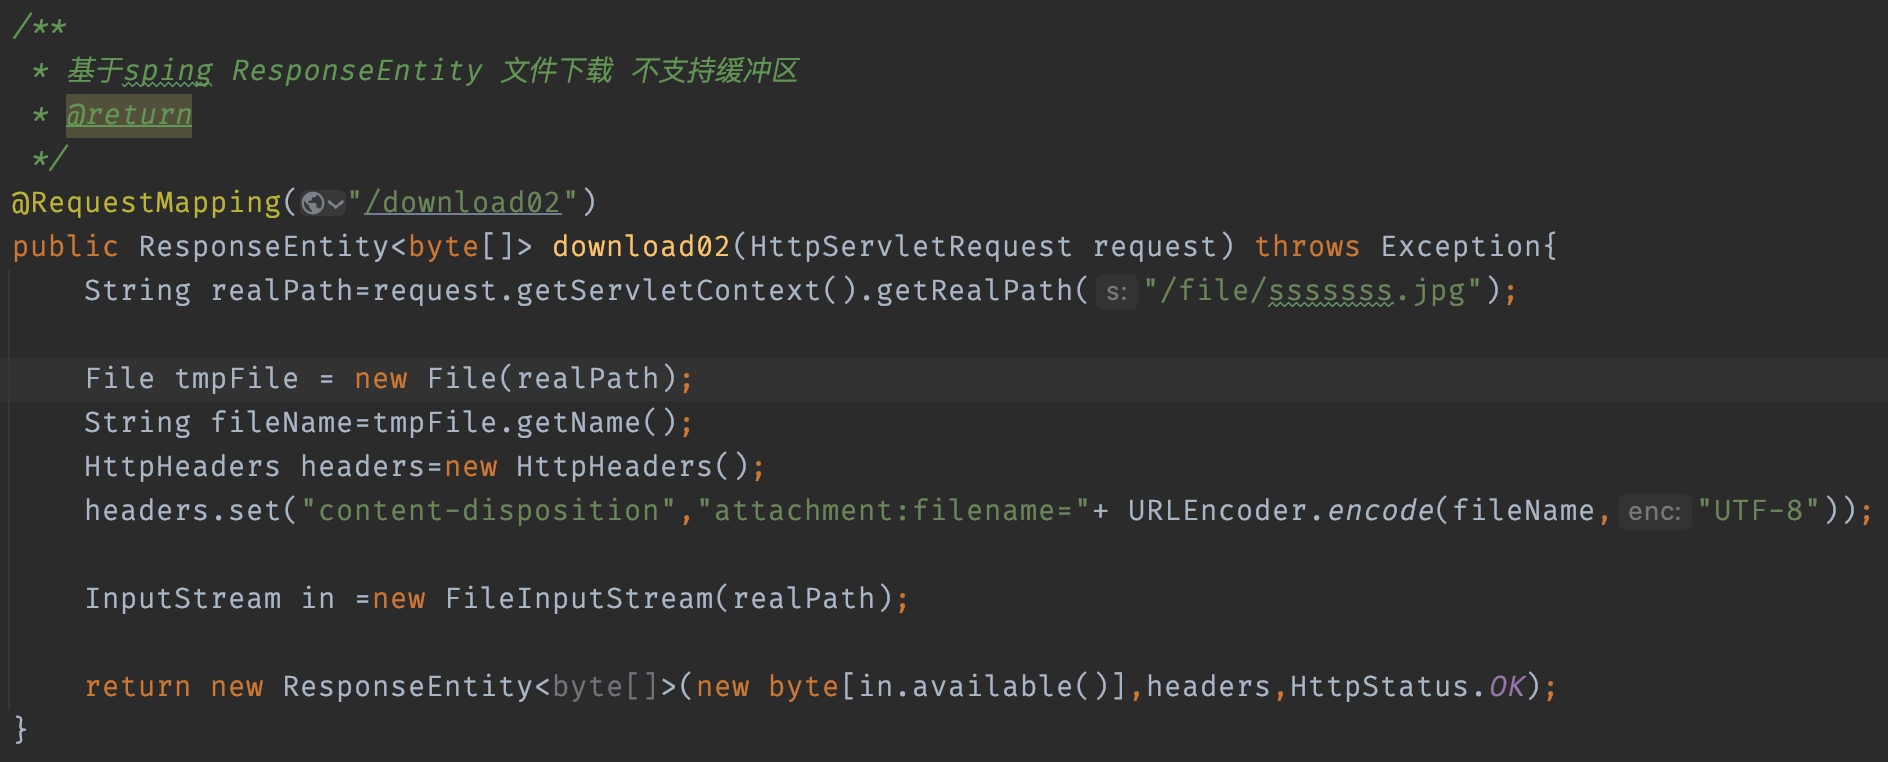 /**
* 基于sping ResponseEntity 文件下载 不支持缓冲区
* @return
*/
@RequestMapping("/download02")
public ResponseEntity<byte[]> download02(HttpServletRequest request) throws Exception{
String realPath=request.getServletContext().getRealPath( s: "/file/sssssss.jpg");
File tmpFile = new File(realPath);
String fileName=tmpFile.getName();
HttpHeaders headers=new HttpHeaders();
headers.set("content-disposition","attachment:filename="+ URLEncoder.encode(fileName, enc: "UTF-8"));
InputStream in =new FileInputStream(realPath);
return new ResponseEntity<byte[]>(new byte[in.available()],headers,HttpStatus.OK);
}